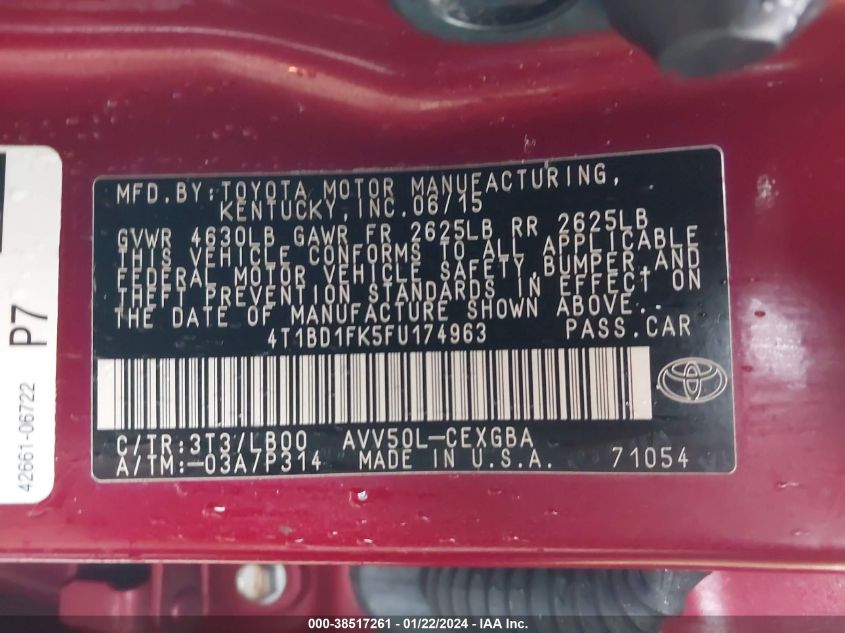 MFD.BY:TOYOTA MOTOR MANUFACTURING,
KENTUCKY,INC.06/15
GVWR 4630LB GAWR FR 2625LB RR 2625LB
THIS VEHICLE CONFORMS TO ALL APPLICABLE
FEDERAL MOTOR VEHICLE SAFETY,BUMPER,AND
THEFT PREVENTION STANDARDS IN EFFECT ON
THE DATE OF MANUFACTURE SHOWN ABOVE.
4T1BD1FK5FU174963 PASS.CAR
C/TR:3T3/LB00 AVV50L-CEXGBA
A/TM:-03A/P314 MADE IN U.S.A. 71054
42661-06722
P7
000-38517261 - 01/22/2024 - IAA Inc.